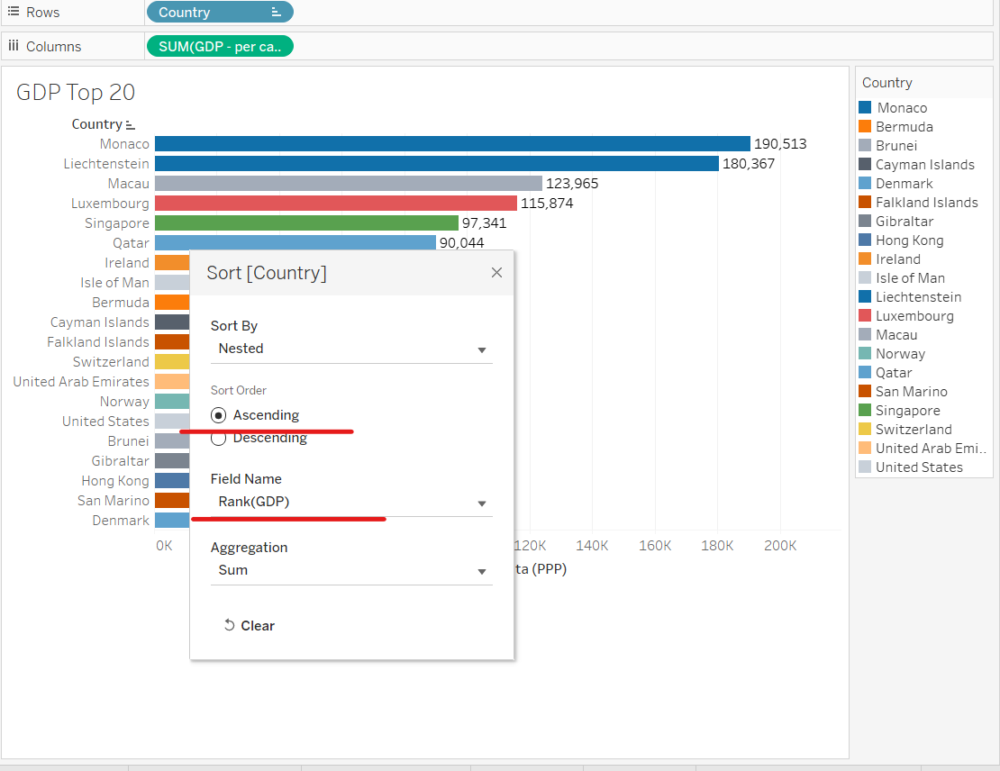 Rows
Country
Columns
SUM(GDP - per ca..
GDP Top 20
Country
Monaco 190,513
Liechtenstein 180,367
Macau 123,965
Luxembourg 115,874
Singapore 97,341
Qatar 90,044
Ireland
Isle of Man
Bermuda
Cayman Islands
Falkland Islands
Switzerland
United Arab Emirates
Norway
United States
Brunei
Gibraltar
Hong Kong
San Marino
Denmark
0K 120K 140K 160K 180K 200K
ta (PPP)
Sort [Country]
Sort By
Nested
Sort Order
Ascending
Descending
Field Name
Rank(GDP)
Aggregation
Sum
Clear
Country
Monaco
Bermuda
Brunei
Cayman Islands
Denmark
Falkland Islands
Gibraltar
Hong Kong
Ireland
Isle of Man
Liechtenstein
Luxembourg
Macau
Norway
Qatar
San Marino
Singapore
Switzerland
United Arab Emi..
United States